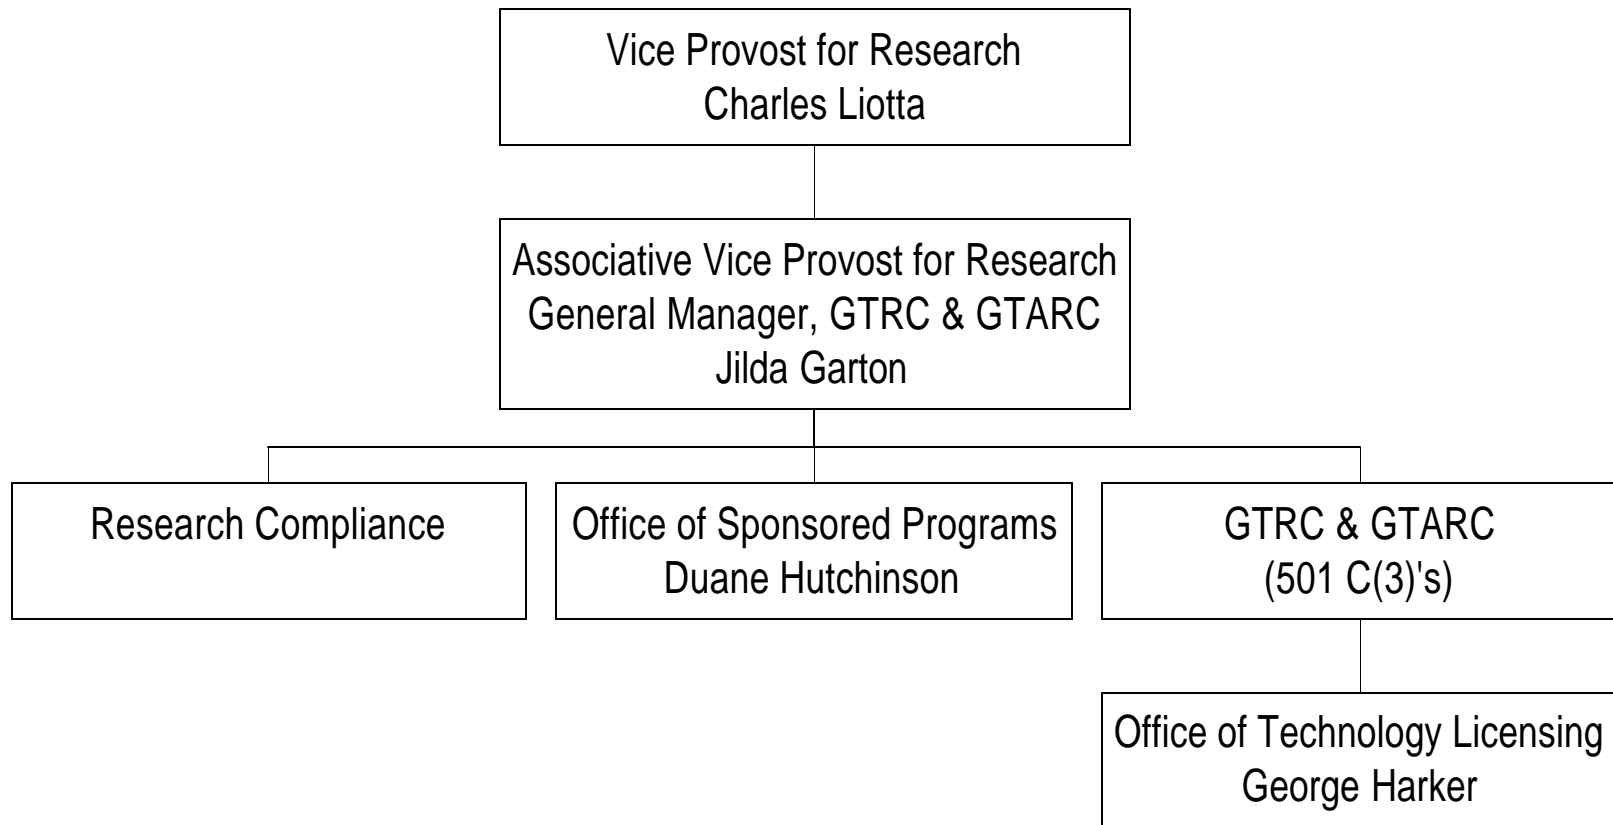 Vice Provost for Research
Charles Liotta
Associative Vice Provost for Research
General Manager, GTRC & GTARC
Jilda Garton
Research Compliance
Office of Sponsored Programs
Duane Hutchinson
GTRC & GTARC
(501 C(3)'s)
Office of Technology Licensing
George Harker